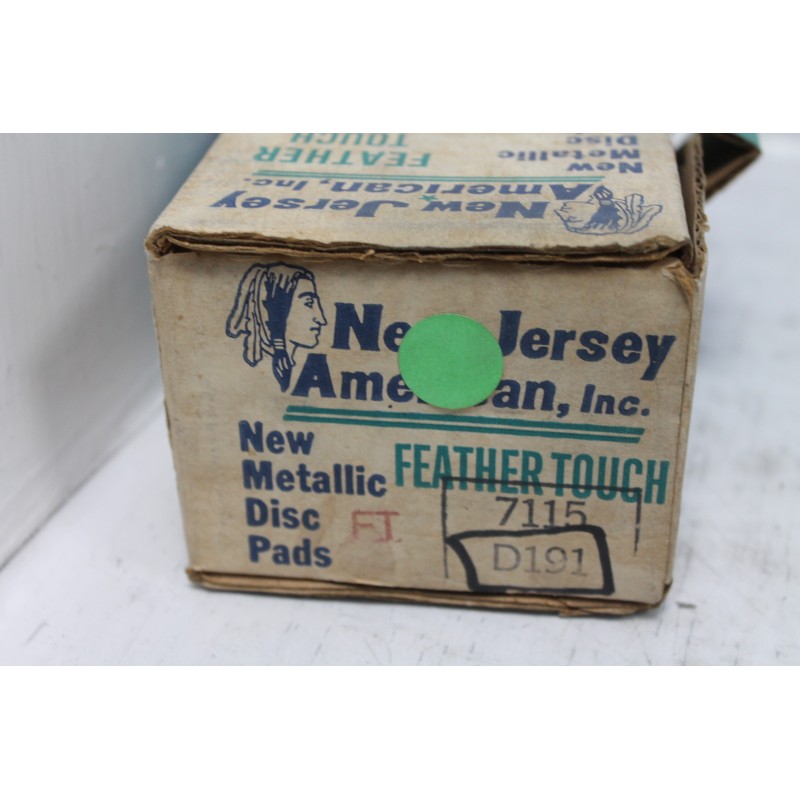 FEATHER
TOUCH
New
Metallic
Disc
New Jersey
American, Inc.
New Jersey
American, Inc.
FEATHER TOUCH
New
Metallic
Disc
Pads
FT
7115
D191